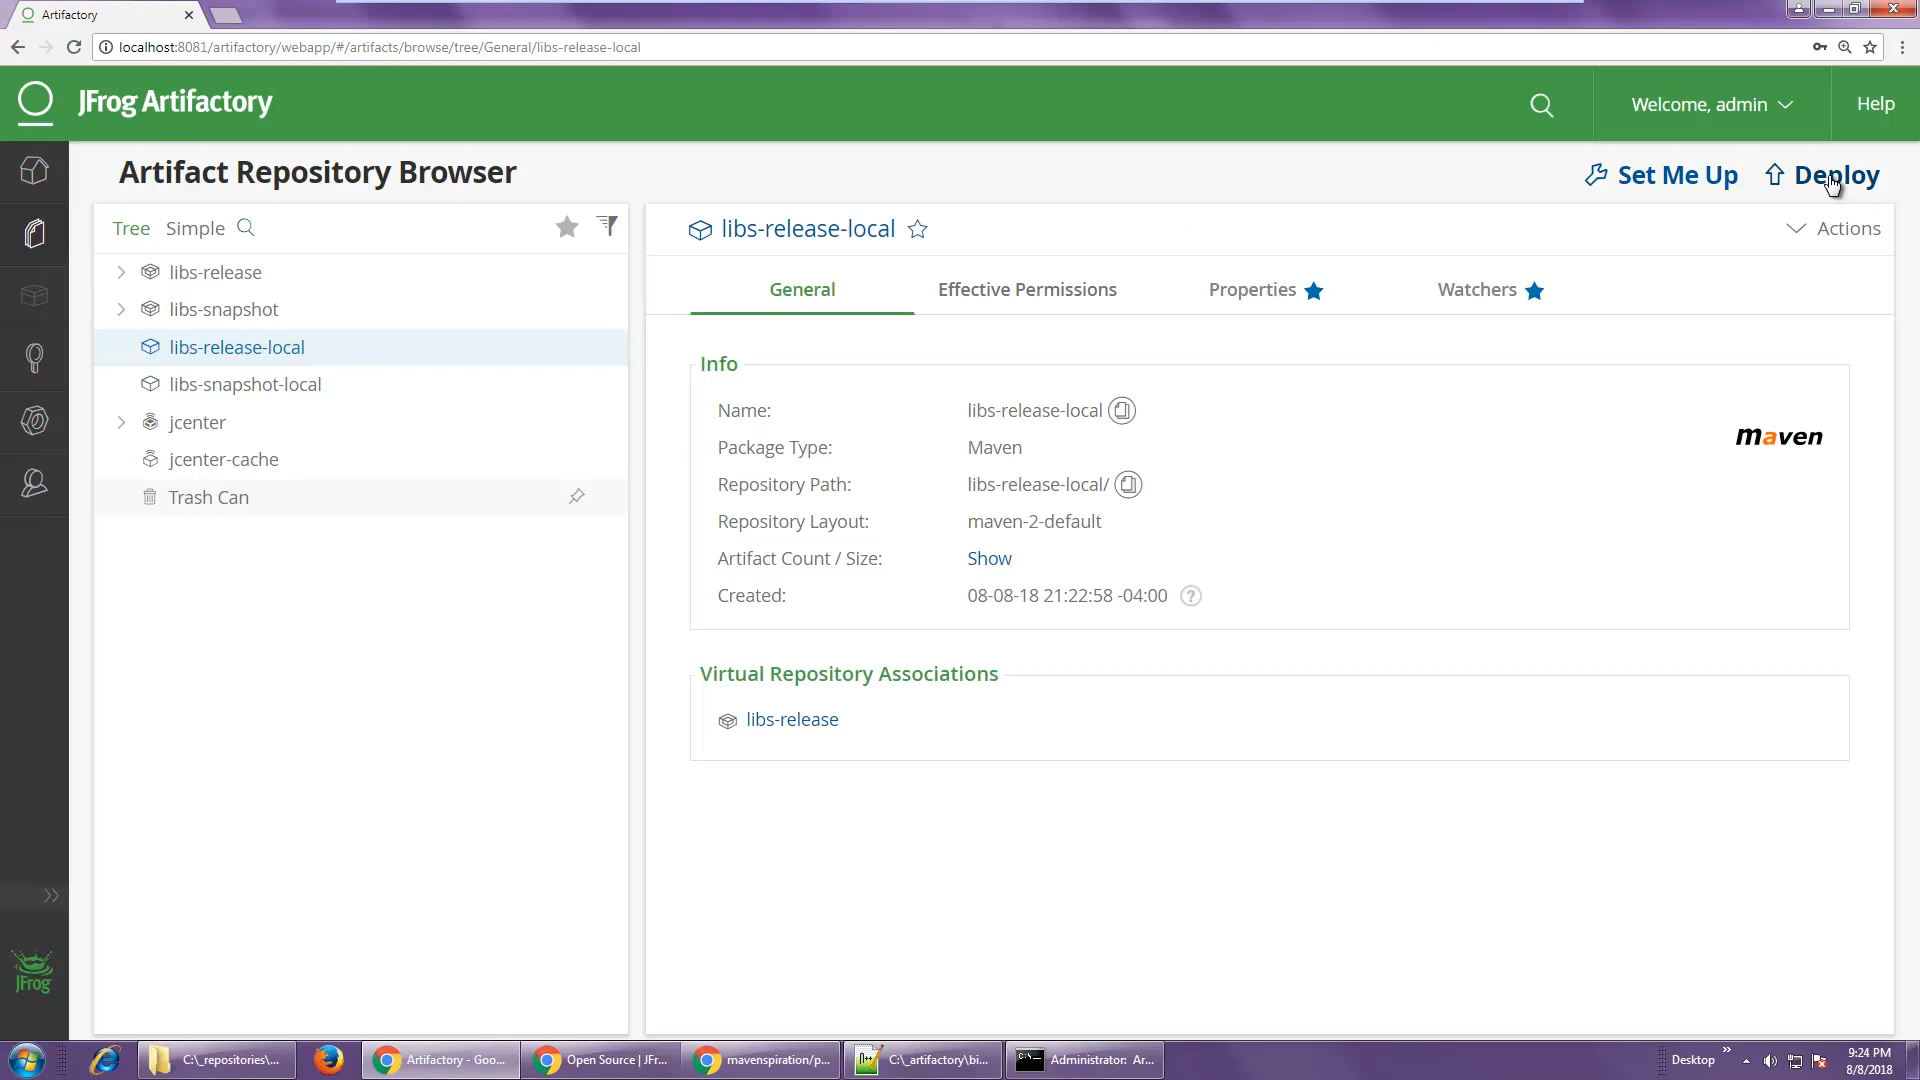 Artifactory
localhost:8081/artifactory/webapp/#/artifacts/browse/tree/General/libs-release-local
JFrog Artifactory
Welcome, admin
Help
Artifact Repository Browser
Set Me Up
Deploy
Tree
Simple
libs-release
libs-snapshot
libs-release-local
libs-snapshot-local
jcenter
jcenter-cache
Trash Can
libs-release-local
Actions
General
Effective Permissions
Properties
Watchers
Info
Name: libs-release-local
Package Type: Maven
Repository Path: libs-release-local/
Repository Layout: maven-2-default
Artifact Count / Size: Show
Created: 08-08-18 21:22:58 -04:00 ?
maven
Virtual Repository Associations
libs-release
JFrog
C:\_repositories\...
Artifactory - Goo...
Open Source | JFr...
mavenspiration/p...
C:\_artifactory\bi...
Administrator: Ar...
Desktop
9:24 PM
8/8/2018